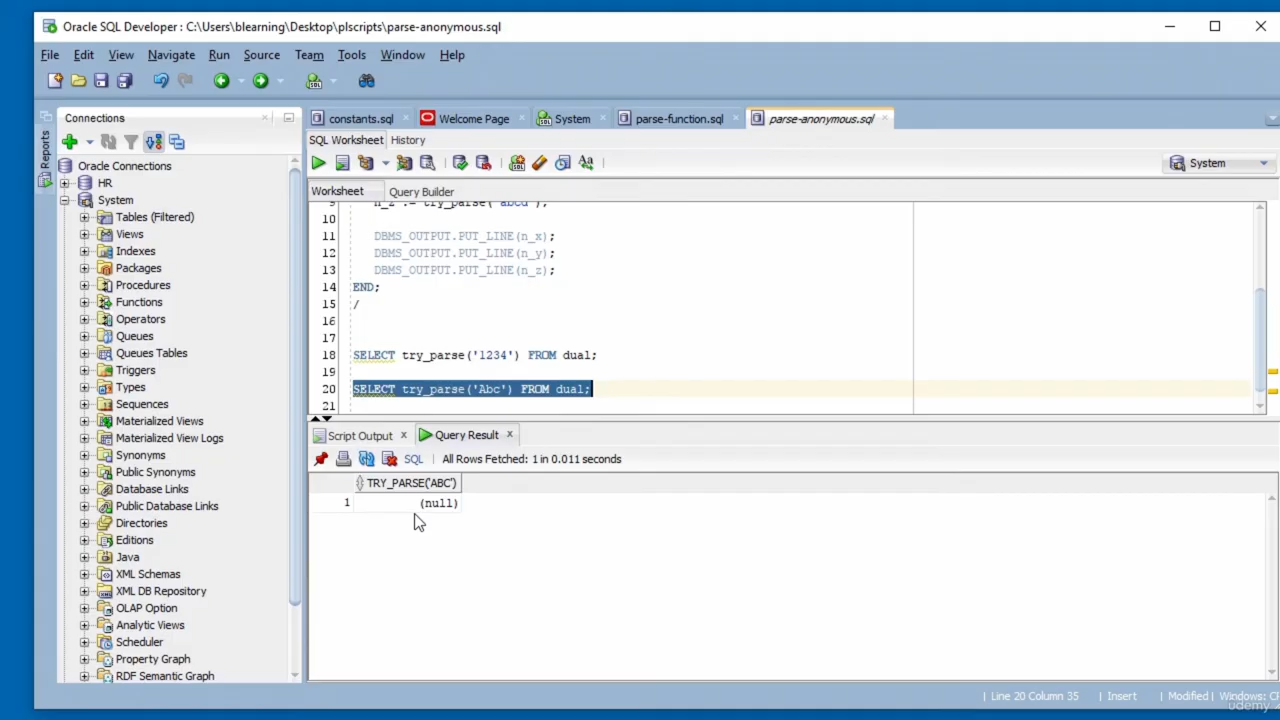 Oracle SQL Developer : C:\Users\blearning\Desktop\plscripts\parse-anonymous.sql
File Edit View Navigate Run Source Team Tools Window Help
Connections
Reports
Oracle Connections
HR
System
Tables (Filtered)
Views
Indexes
Packages
Procedures
Functions
Operators
Queues
Queues Tables
Triggers
Types
Sequences
Materialized Views
Materialized View Logs
Synonyms
Public Synonyms
Database Links
Public Database Links
Directories
Editions
Java
XML Schemas
XML DB Repository
OLAP Option
Analytic Views
Scheduler
Property Graph
RDF Semantic Graph
constants.sql Welcome Page System parse-function.sql parse-anonymous.sql
SQL Worksheet History
System
Worksheet Query Builder
9 n_z := try_parse('abcd');
10
11 DBMS_OUTPUT.PUT_LINE(n_x);
12 DBMS_OUTPUT.PUT_LINE(n_y);
13 DBMS_OUTPUT.PUT_LINE(n_z);
14 END;
15 /
16
17
18 SELECT try_parse('1234') FROM dual;
19
20 SELECT try_parse('Abc') FROM dual;
21
Script Output x Query Result x
SQL | All Rows Fetched: 1 in 0.011 seconds
TRY_PARSE('ABC')
1 (null)
| Line 20 Column 35 | Insert | Modified | Windows: CF
udemy